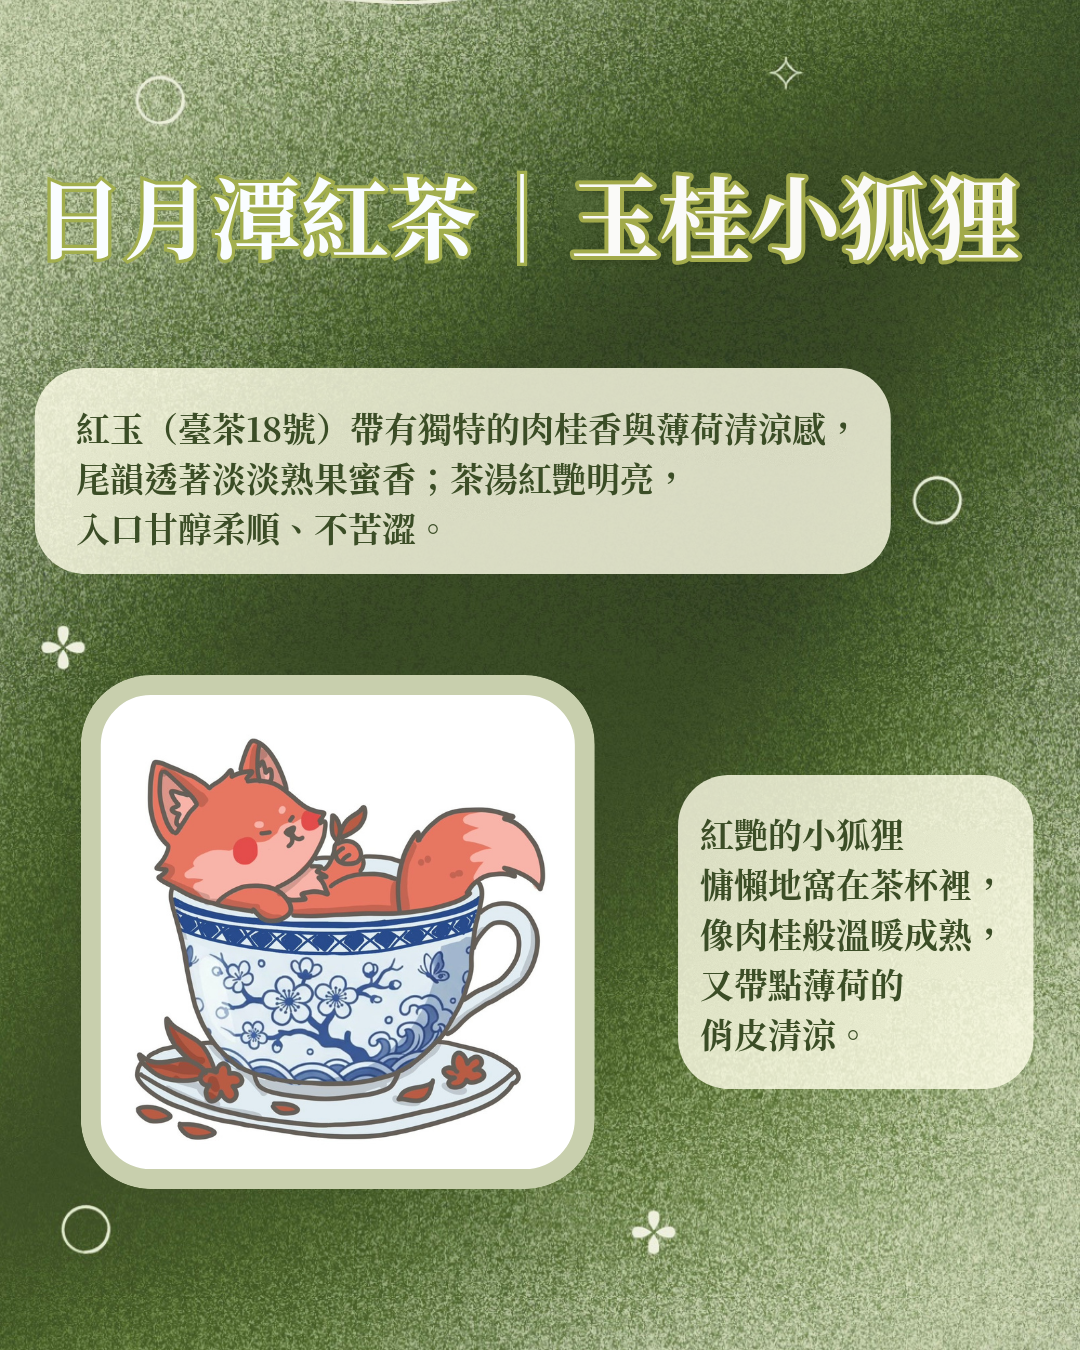 日月潭紅茶｜玉桂小狐狸
紅玉（臺茶18號）帶有獨特的肉桂香與薄荷清涼感，
尾韻透著淡淡熟果蜜香；茶湯紅艷明亮，
入口甘醇柔順、不苦澀。
紅艷的小狐狸
慵懶地窩在茶杯裡，
像肉桂般溫暖成熟，
又帶點薄荷的
俏皮清涼。